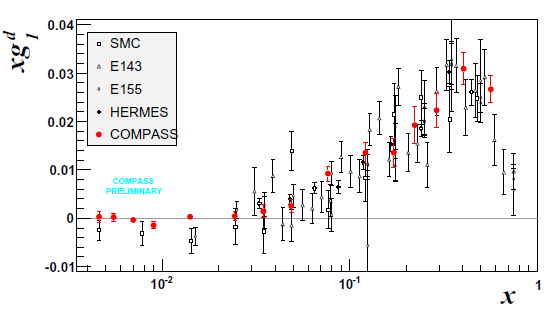 xg₁ᵈ
0.04
0.03
0.02
0.01
0
-0.01
SMC
E143
E155
HERMES
COMPASS
COMPASS
PRELIMINARY
10⁻²
10⁻¹
1
x